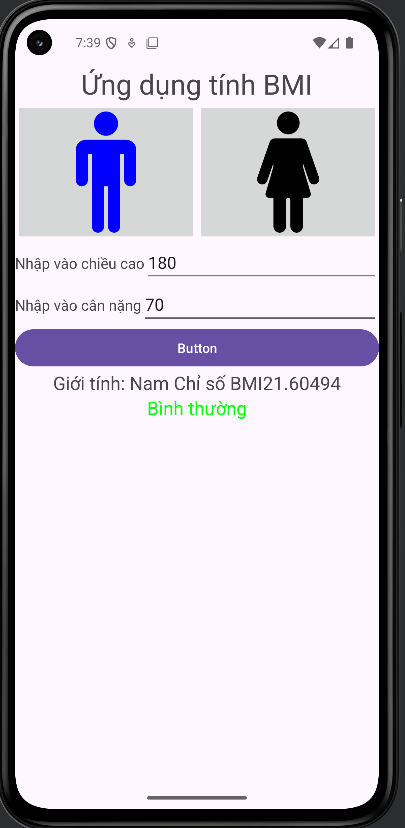 7:39
Ứng dụng tính BMI
Nhập vào chiều cao 180
Nhập vào cân nặng 70
Button
Giới tính: Nam Chỉ số BMI21.60494
Bình thường